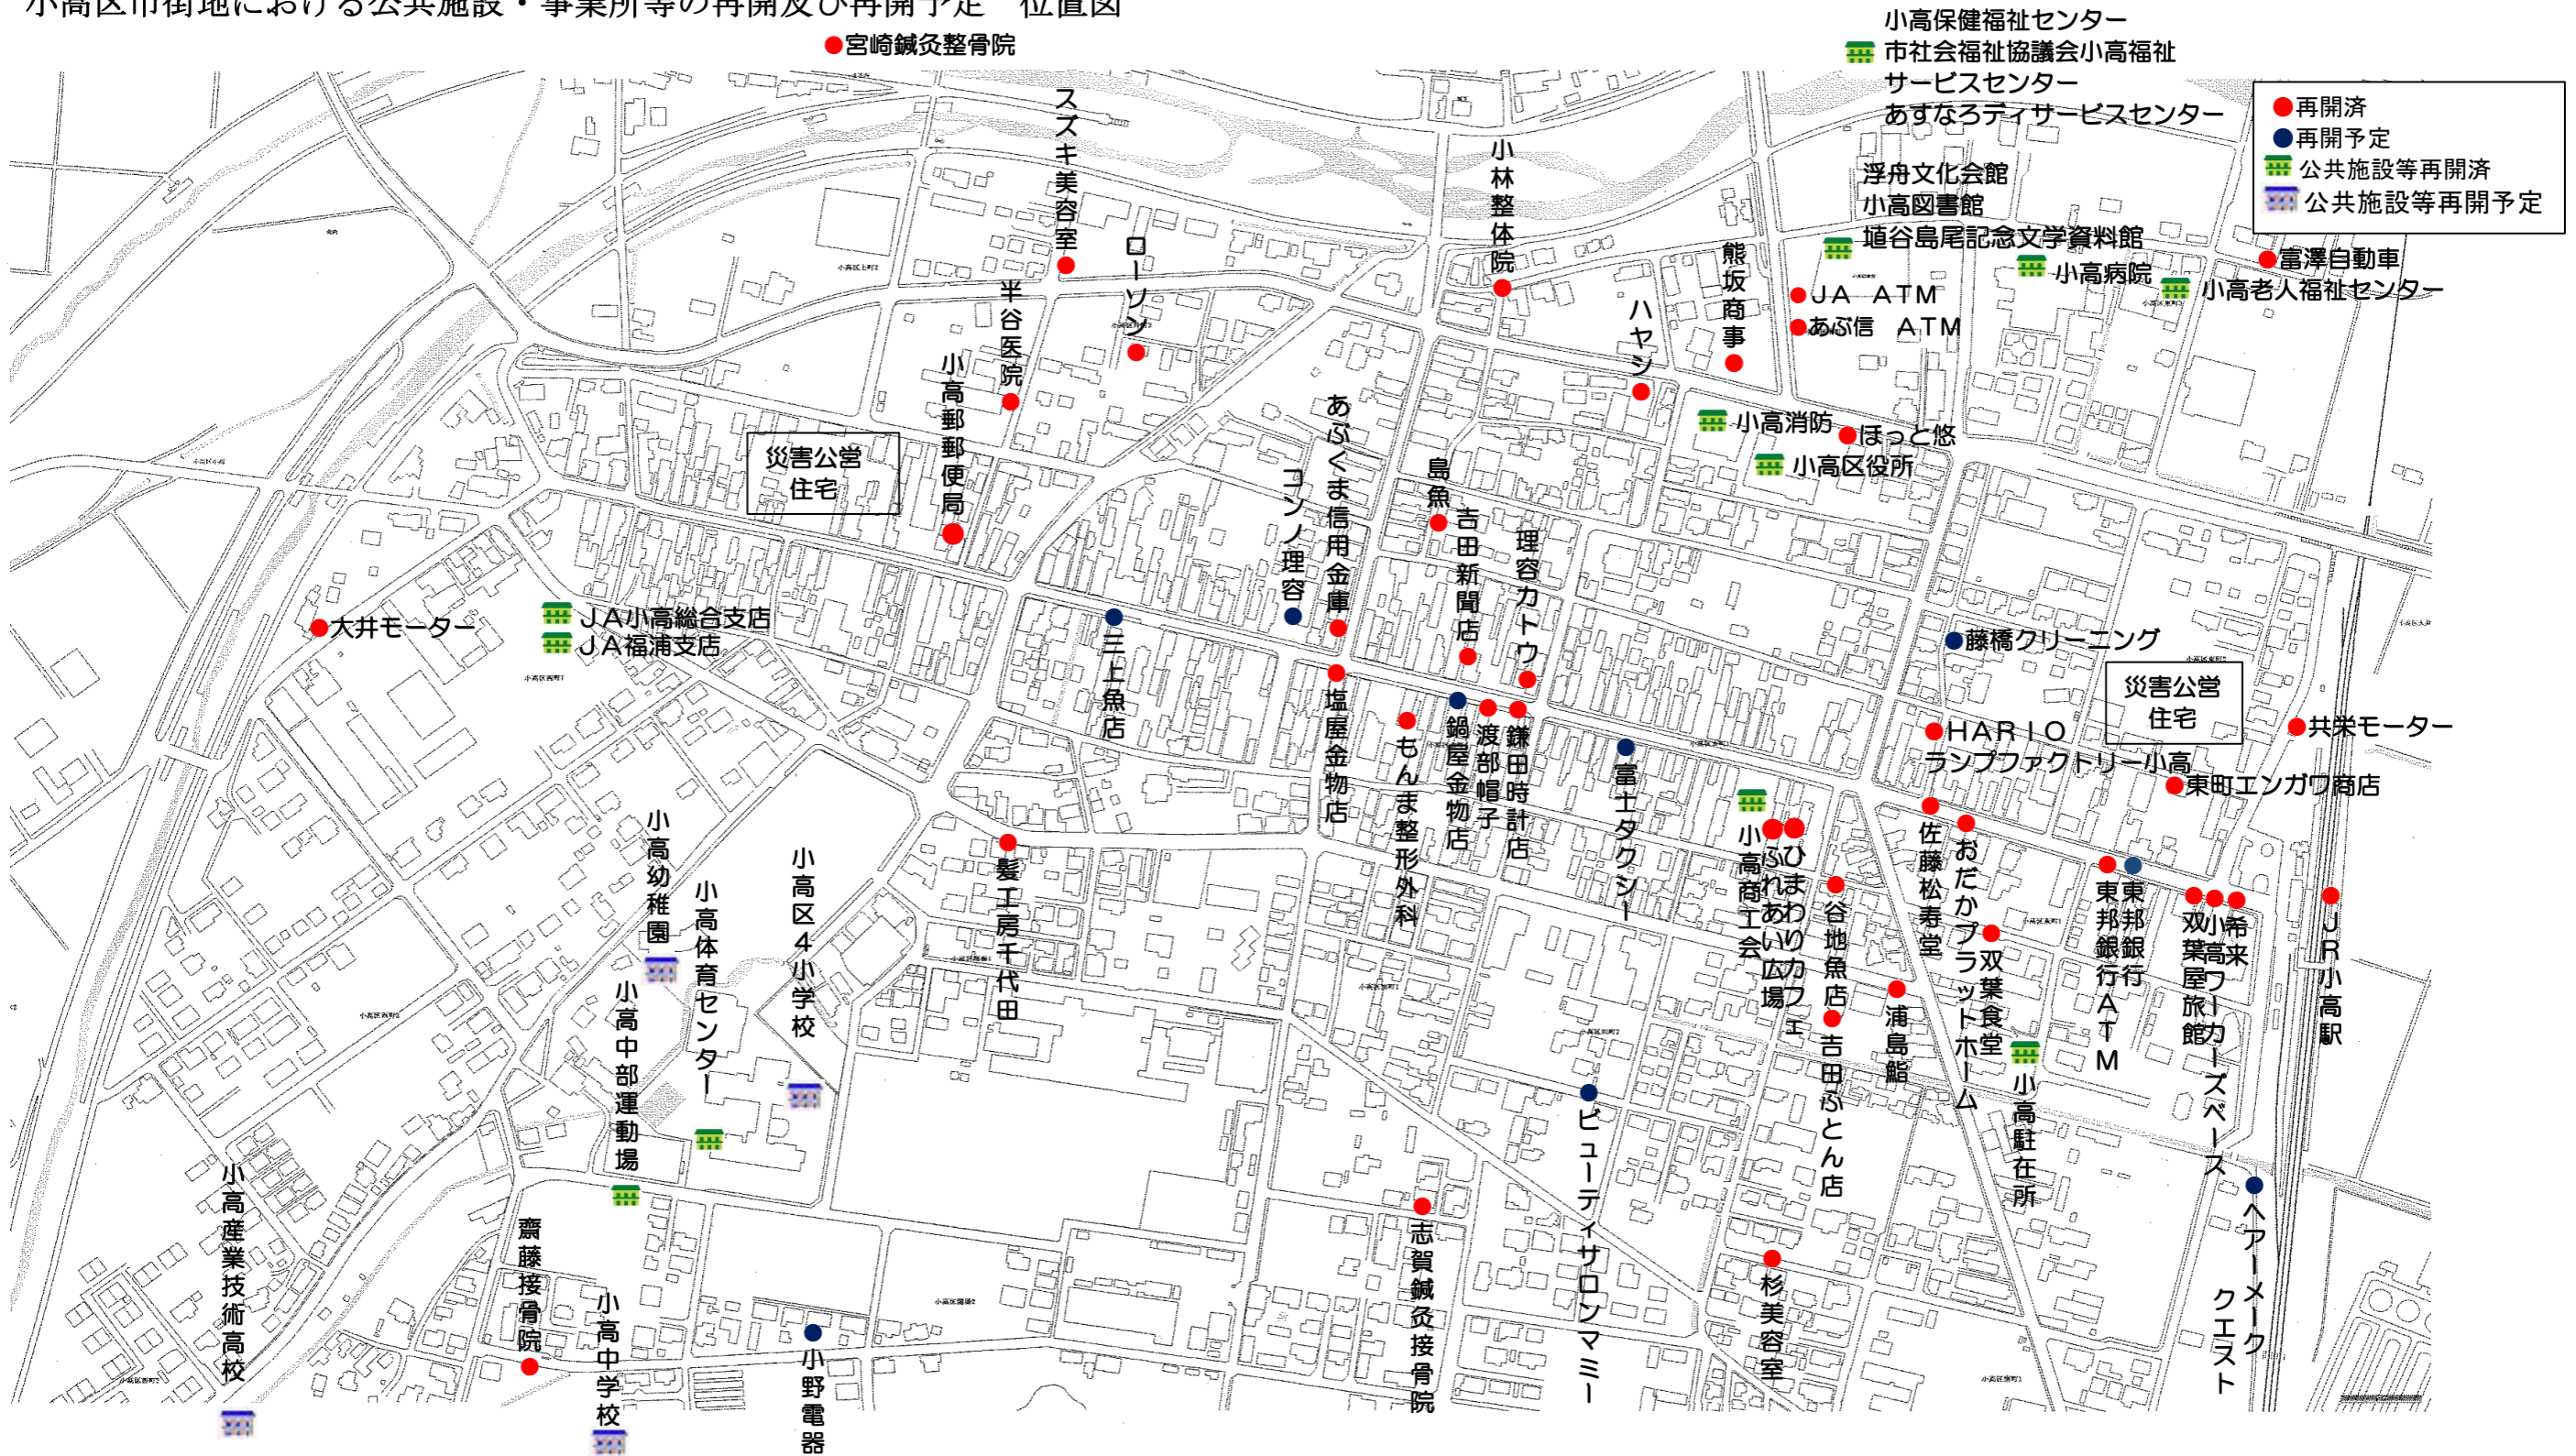 小高区市街地における公共施設・事業所等の再開及び再開予定 位置図
宮崎鍼灸整骨院
小高保健福祉センター
市社会福祉協議会小高福祉
サービスセンター
あすなろデイサービスセンター
再開済
再開予定
公共施設等再開済
公共施設等再開予定
スズキ美容室
ローソン
半谷医院
小高郵便局
小林整体院
ハヤシ
熊坂商事
浮舟文化会館
小高図書館
埴谷島尾記念文学資料館
小高病院
小高老人福祉センター
富澤自動車
JA ATM
あぶ信 ATM
小高消防
ほっと悠
小高区役所
災害公営
住宅
コンノ理容
あぶくま信用金庫
島魚
吉田新聞店
理容カトウ
大井モーター
JA小高総合支店
JA福浦支店
三上魚店
塩屋金物店
もんま整形外科
鍋屋金物店
渡部帽子
鎌田時計店
富士タクシー
藤橋クリーニング
災害公営
住宅
HARIO
ランプファクトリー小高
共栄モーター
東町エンガワ商店
小高商工会
ふれあい広場
ひまわりカフェ
谷地魚店
吉田ふとん店
浦島鮨
佐藤松寿堂
おだかプラットホーム
双葉食堂
小高駐在所
東邦銀行ATM
東邦銀行
双葉屋旅館
小高ワーカーズベース
希来
JR小高駅
小高幼稚園
小高体育センター
小高区4小学校
小高中部運動場
髪工房千代田
小高産業技術高校
齋藤接骨院
小高中学校
小野電器
志賀鍼灸接骨院
ビューティサロンマミー
杉美容室
ヘアーメーク
クエスト